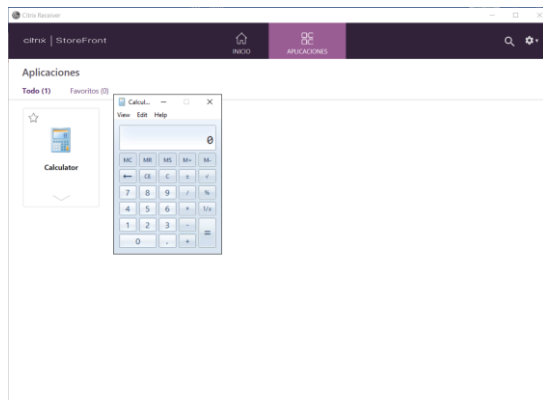 Citrix Receiver
citrix | StoreFront
INICIO
APLICACIONES
Aplicaciones
Todo (1) Favoritos (0)
Calculator
Calcul...
View Edit Help
0
MC MR MS M+ M-
← CE C ± √
7 8 9 / %
4 5 6 * 1/x
1 2 3 - =
0 . +